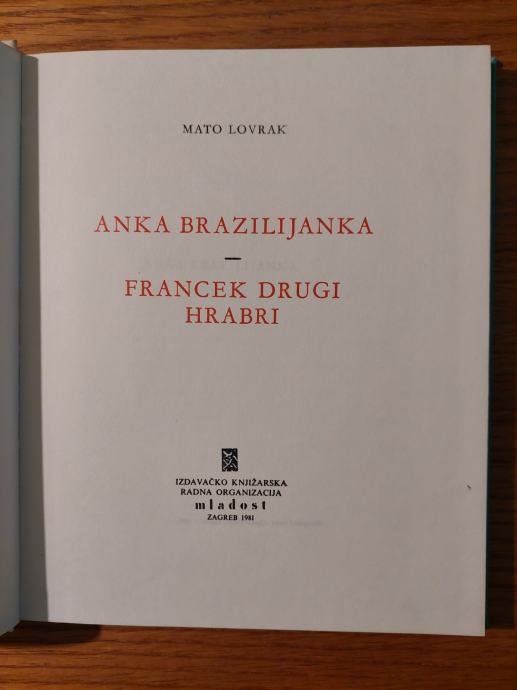 MATO LOVRAK
ANKA BRAZILIJANKA
—
FRANCEK DRUGI
HRABRI
IZDAVAČKO KNJIŽARSKA
RADNA ORGANIZACIJA
mladost
ZAGREB 1981